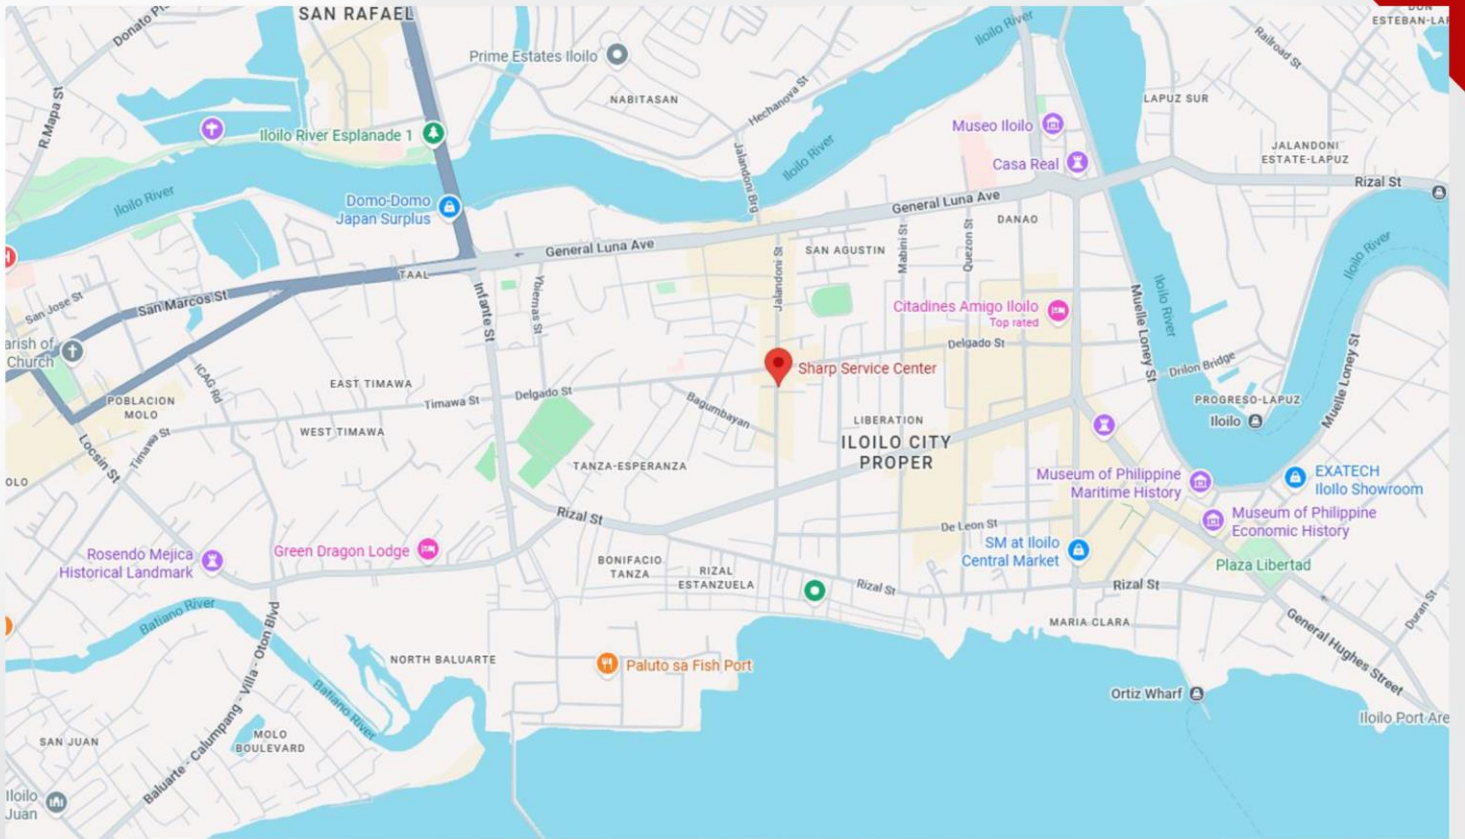 SAN RAFAEL
ESTEBAN-LAP
Donato
Iloilo River
Railroad St
Prime Estates Iloilo
NABITASAN
Hechanova St
LAPUZ SUR
R.Mapa St
Iloilo River Esplanade 1
Museo Iloilo
Jalandoni Brg
Iloilo River
Casa Real
JALANDONI
ESTATE-LAPUZ
Rizal St
Iloilo River
Domo-Domo
Japan Surplus
General Luna Ave
DANAO
General Luna Ave
SAN AGUSTIN
Mabini St
Quezon St
Iloilo River
TAAL
San Jose St
San Marcos St
Infante St
Ybiernas St
Jalandoni St
Citadines Amigo Iloilo
Top rated
Muelle Loney St
Iloilo River
arish of
Church
Delgado St
Drilon Bridge
Muelle Loney St
Sharp Service Center
ICAG Rd
EAST TIMAWA
POBLACION
MOLO
Timawa St
Delgado St
Bagumbayan
PROGRESO-LAPUZ
Iloilo
LIBERATION
WEST TIMAWA
Timawa St
ILOILO CITY
PROPER
Locsin St
TANZA-ESPERANZA
OLO
Museum of Philippine
Maritime History
EXATECH
IloIlo Showroom
Rizal St
De Leon St
Museum of Philippine
Economic History
Rosendo Mejica
Historical Landmark
Green Dragon Lodge
SM at Iloilo
Central Market
BONIFACIO
TANZA
RIZAL
ESTANZUELA
Rizal St
Rizal St
Plaza Libertad
Batiano River
MARIA CLARA
Duran St
General Hughes Street
NORTH BALUARTE
Paluto sa Fish Port
Baluarte - Calumpang - Villa - Oton Blvd
Batiano River
Ortiz Wharf
Iloilo Port Are
SAN JUAN
MOLO
BOULEVARD
Iloilo
Juan